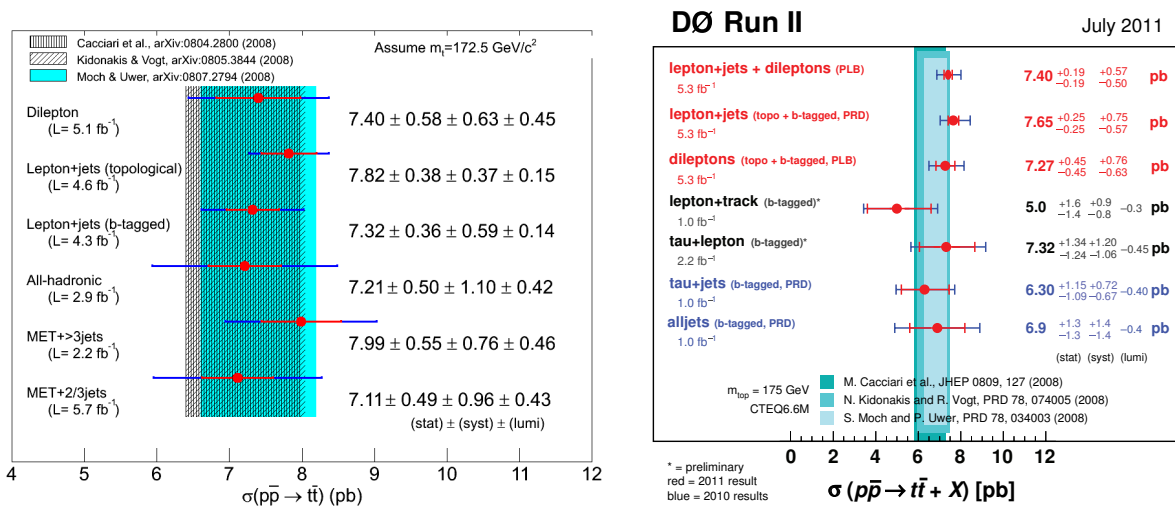 Cacciari et al., arXiv:0804.2800 (2008)
Kidonakis & Vogt, arXiv:0805.3844 (2008)
Moch & Uwer, arXiv:0807.2794 (2008)
Assume mt=172.5 GeV/c²
Dilepton
(L= 5.1 fb⁻¹)
7.40 ± 0.58 ± 0.63 ± 0.45
Lepton+jets (topological)
(L= 4.6 fb⁻¹)
7.82 ± 0.38 ± 0.37 ± 0.15
Lepton+jets (b-tagged)
(L= 4.3 fb⁻¹)
7.32 ± 0.36 ± 0.59 ± 0.14
All-hadronic
(L= 2.9 fb⁻¹)
7.21 ± 0.50 ± 1.10 ± 0.42
MET+>3jets
(L= 2.2 fb⁻¹)
7.99 ± 0.55 ± 0.76 ± 0.46
MET+2/3jets
(L= 5.7 fb⁻¹)
7.11 ± 0.49 ± 0.96 ± 0.43
(stat) ± (syst) ± (lumi)
4 5 6 7 8 9 10 11 12
σ(pp̅ → tt̅) (pb)
DØ Run II July 2011
lepton+jets + dileptons (PLB) 7.40 +0.19 −0.19 +0.57 −0.50 pb
5.3 fb⁻¹
lepton+jets (topo + b-tagged, PRD) 7.65 +0.25 −0.25 +0.75 −0.57 pb
5.3 fb⁻¹
dileptons (topo + b-tagged, PLB) 7.27 +0.45 −0.45 +0.76 −0.63 pb
5.3 fb⁻¹
lepton+track (b-tagged)* 5.0 +1.6 −1.4 +0.9 −0.8 −0.3 pb
1.0 fb⁻¹
tau+lepton (b-tagged)* 7.32 +1.34 −1.24 +1.20 −1.06 −0.45 pb
2.2 fb⁻¹
tau+jets (b-tagged, PRD) 6.30 +1.15 −1.09 +0.72 −0.67 −0.40 pb
1.0 fb⁻¹
alljets (b-tagged, PRD) 6.9 +1.3 −1.3 +1.4 −1.4 −0.4 pb
1.0 fb⁻¹
(stat) (syst) (lumi)
mtop = 175 GeV
CTEQ6.6M
M. Cacciari et al., JHEP 0809, 127 (2008)
N. Kidonakis and R. Vogt, PRD 78, 074005 (2008)
S. Moch and P. Uwer, PRD 78, 034003 (2008)
0 2 4 6 8 10 12
* = preliminary
red = 2011 result
blue = 2010 results
σ (pp̅ → tt̅ + X) [pb]